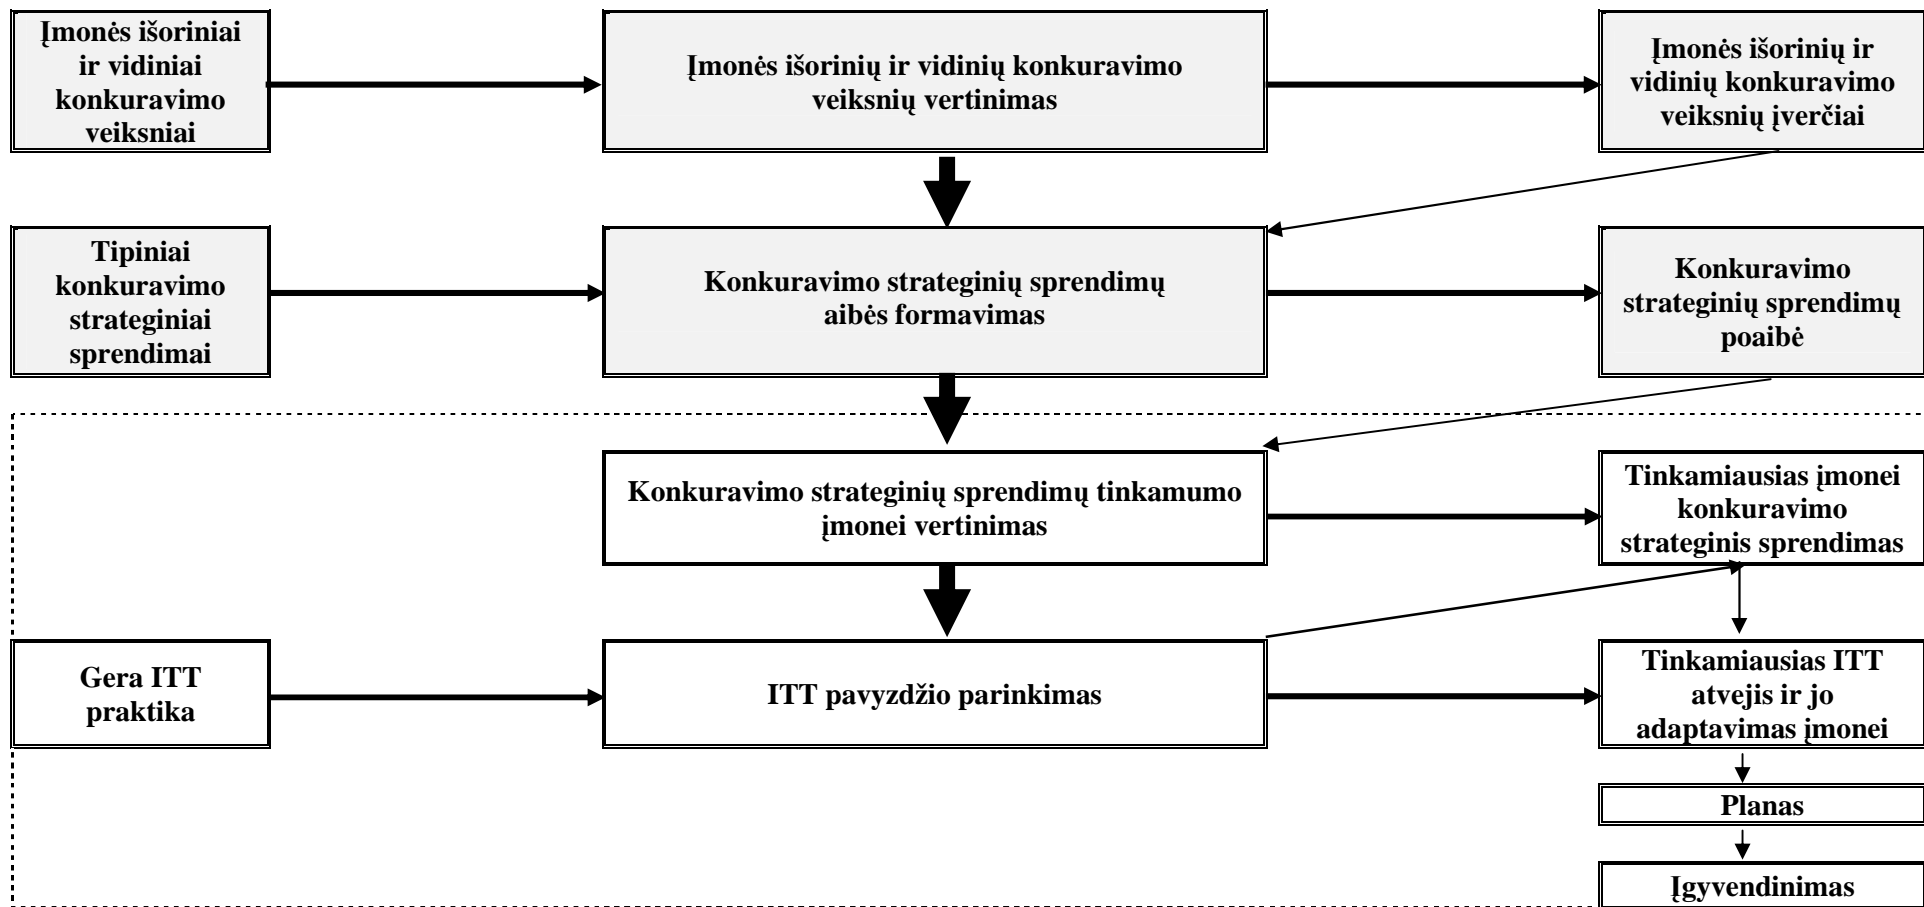 Įmonės išoriniai
ir vidiniai
konkuravimo
veiksniai
Įmonės išorinių ir vidinių konkuravimo
veiksnių vertinimas
Įmonės išorinių ir
vidinių konkuravimo
veiksnių įverčiai
Tipiniai
konkuravimo
strateginiai
sprendimai
Konkuravimo strateginių sprendimų
aibės formavimas
Konkuravimo
strateginių sprendimų
poaibė
Konkuravimo strateginių sprendimų tinkamumo
įmonei vertinimas
Tinkamiausias įmonei
konkuravimo
strateginis sprendimas
Gera ITT
praktika
ITT pavyzdžio parinkimas
Tinkamiausias ITT
atvejis ir jo
adaptavimas įmonei
Planas
Įgyvendinimas